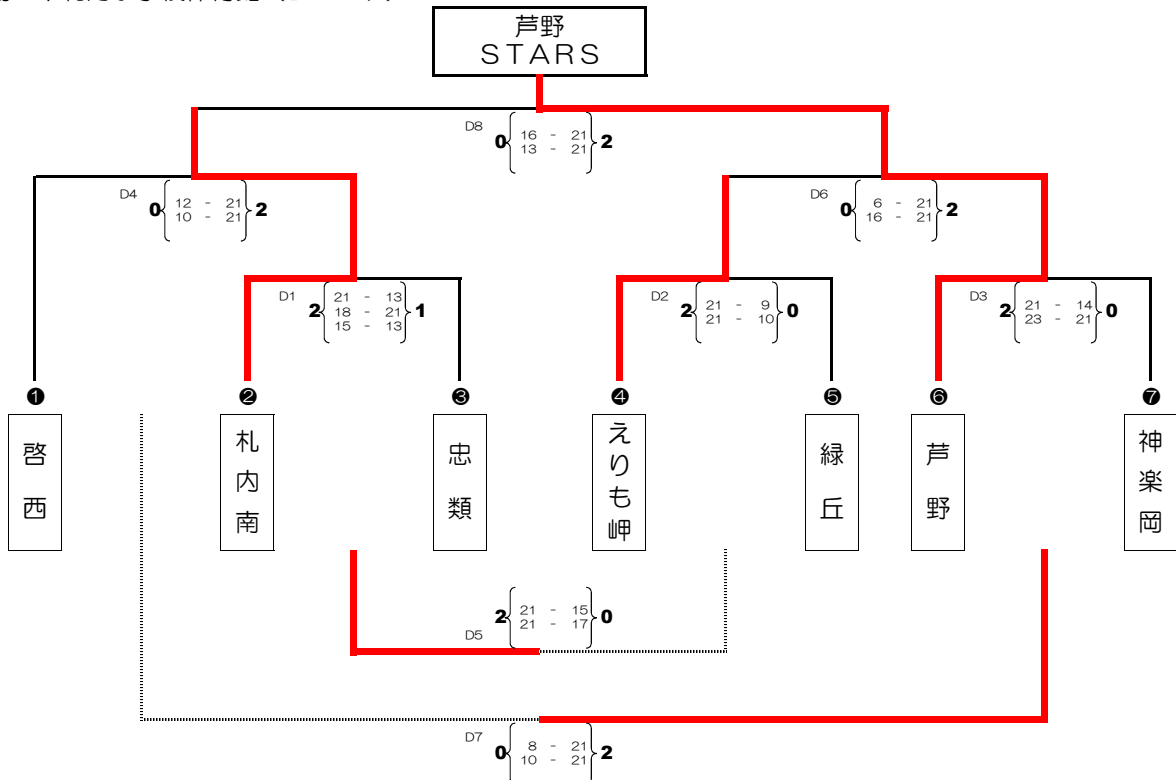 芦野
STARS
D8
0 16 - 21 2
13 - 21
D4
0 12 - 21 2
10 - 21
D6
0 6 - 21 2
16 - 21
D1
2 21 - 13 1
18 - 21
15 - 13
D2
2 21 - 9 0
21 - 10
D3
2 21 - 14 0
23 - 21
❶ ❷ ❸ ❹ ❺ ❻ ❼
啓西
札内南
忠類
えりも岬
緑丘
芦野
神楽岡
2 21 - 15 0
21 - 17
D5
D7
0 8 - 21 2
10 - 21